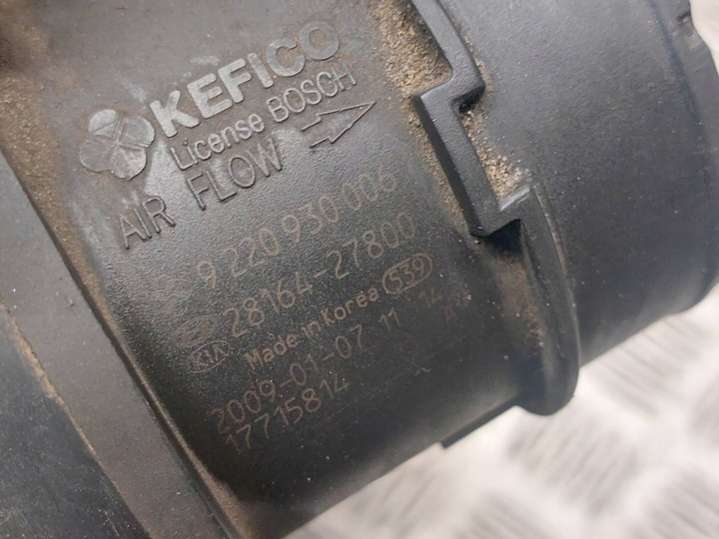 KEFICO
License BOSCH
AIR FLOW
9 220 930 006
28164-27800
KIA Made in Korea 539
2009-01-07 11 14
17715814